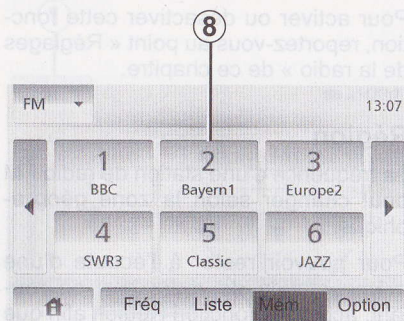 Pour activer ou désactiver cette fonc-
tion, reportez-vous au point « Réglages
de la radio » de ce chapitre.
8
FM
13:07
1 2 3
BBC Bayern1 Europe2
4 5 6
SWR3 Classic JAZZ
Fréq Liste Mém Option